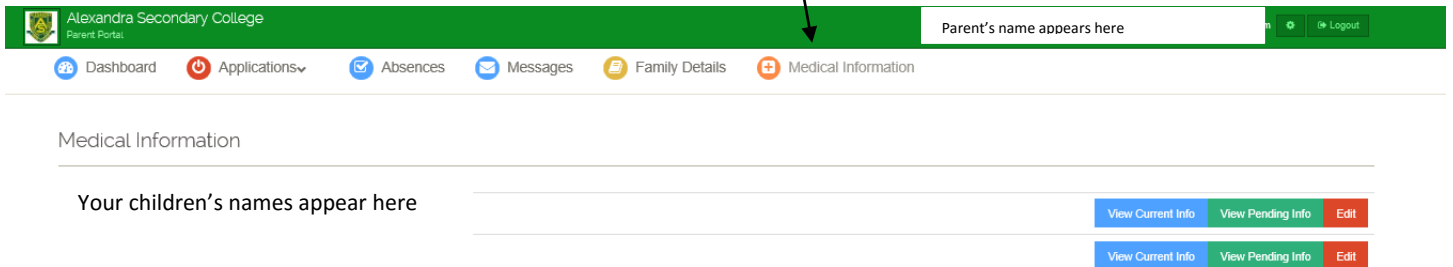 Alexandra Secondary College
Parent Portal
Parent's name appears here
Logout
Dashboard Applications Absences Messages Family Details Medical Information
Medical Information
Your children's names appear here
View Current Info View Pending Info Edit
View Current Info View Pending Info Edit